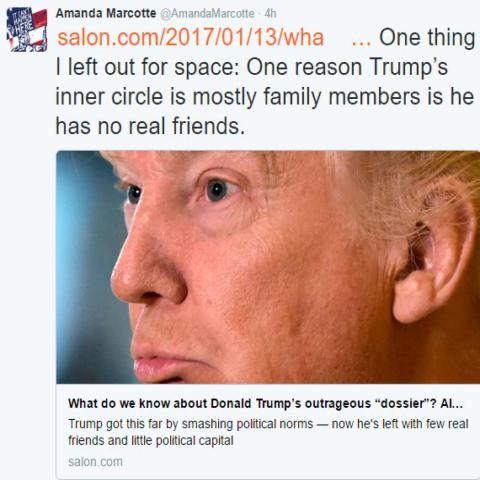 Amanda Marcotte @AmandaMarcotte · 4h
salon.com/2017/01/13/wha … One thing
I left out for space: One reason Trump's
inner circle is mostly family members is he
has no real friends.
What do we know about Donald Trump's outrageous “dossier”? Al...
Trump got this far by smashing political norms — now he's left with few real
friends and little political capital
salon.com